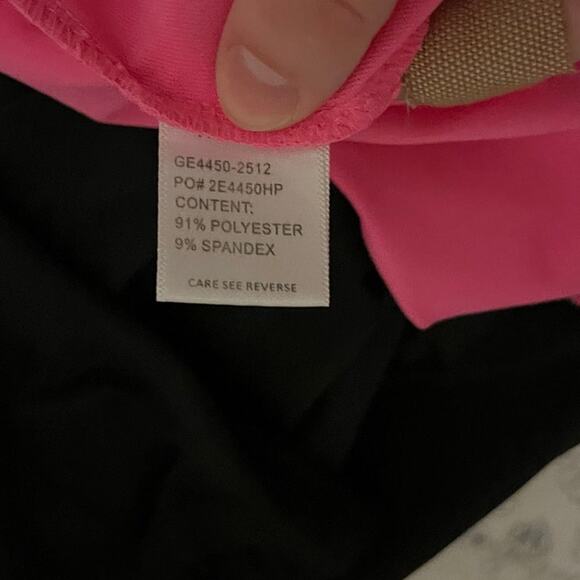 GE4450-2512
PO# 2E4450HP
CONTENT:
91% POLYESTER
9% SPANDEX
CARE SEE REVERSE